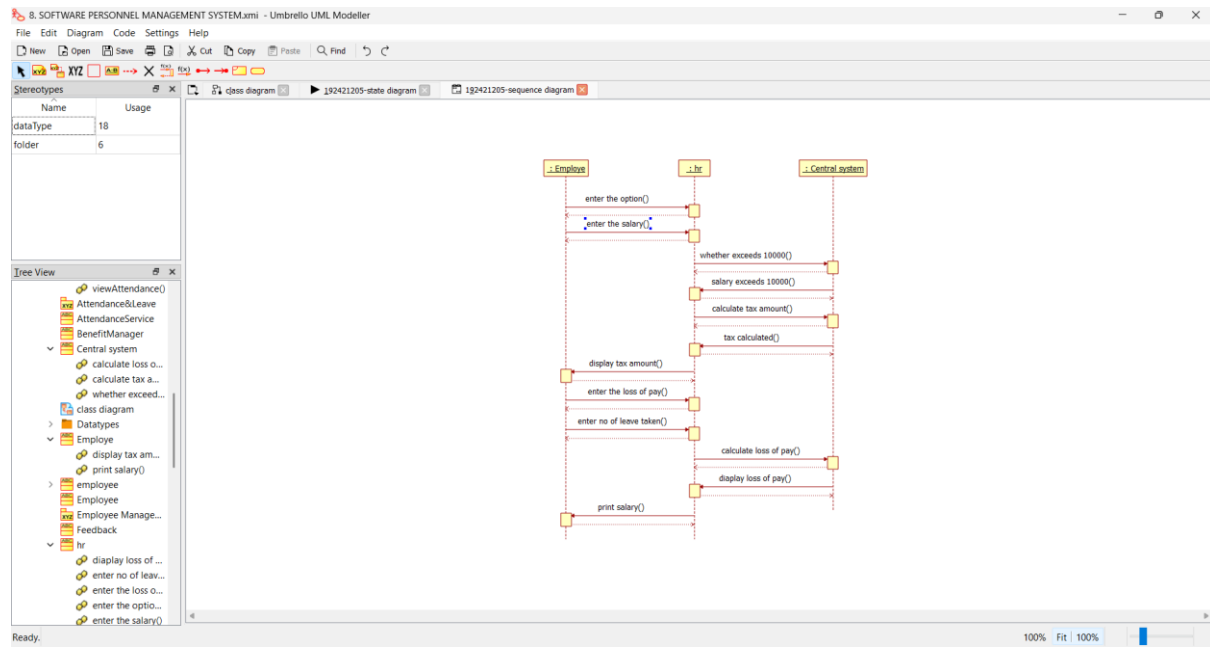 8. SOFTWARE PERSONNEL MANAGEMENT SYSTEM.xmi - Umbrello UML Modeller
File Edit Diagram Code Settings Help
New Open Save Cut Copy Paste Find
XYZ XYZ A:B f(x) f(x)
Stereotypes
class diagram 192421205-state diagram 192421205-sequence diagram
Name Usage
dataType 18
folder 6
: Employe : hr : Central system
enter the option()
enter the salary()
whether exceeds 10000()
salary exceeds 10000()
calculate tax amount()
tax calculated()
display tax amount()
enter the loss of pay()
enter no of leave taken()
calculate loss of pay()
diaplay loss of pay()
print salary()
Tree View
viewAttendance()
Attendance&Leave
AttendanceService
BenefitManager
Central system
calculate loss o...
calculate tax a...
whether exceed...
class diagram
Datatypes
Employe
display tax am...
print salary()
employee
Employee
Employee Manage...
Feedback
hr
diaplay loss of ...
enter no of leav...
enter the loss o...
enter the optio...
enter the salary()
Ready.
100% Fit 100%